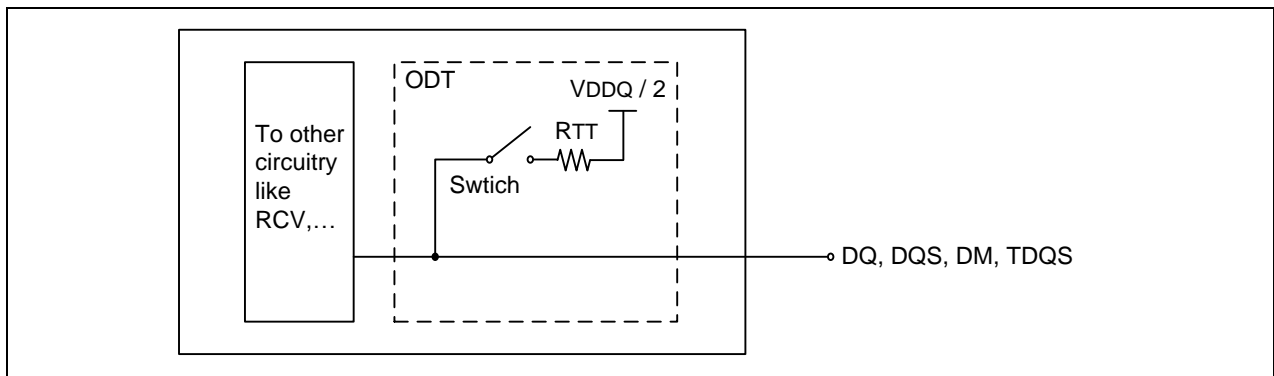 ODT
VDDQ / 2
RTT
Swtich
To other
circuitry
like
RCV,…
DQ, DQS, DM, TDQS